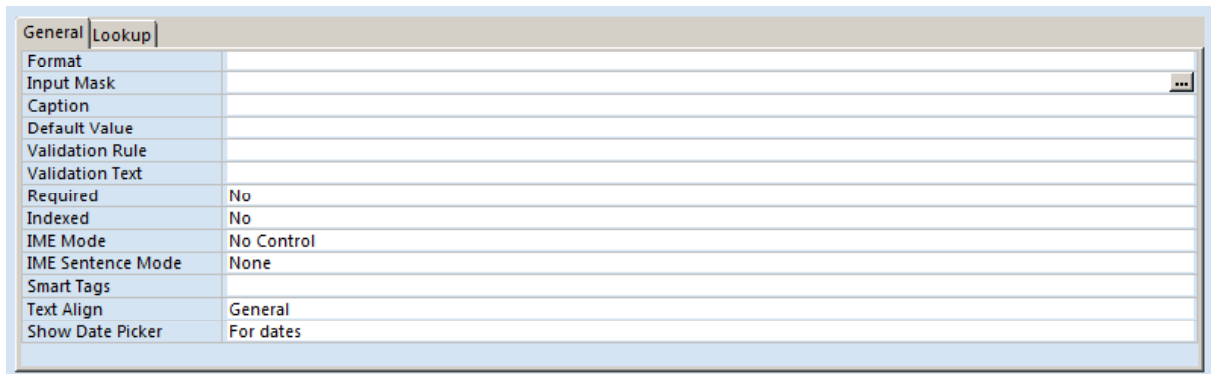 General Lookup
Format
Input Mask ...
Caption
Default Value
Validation Rule
Validation Text
Required No
Indexed No
IME Mode No Control
IME Sentence Mode None
Smart Tags
Text Align General
Show Date Picker For dates